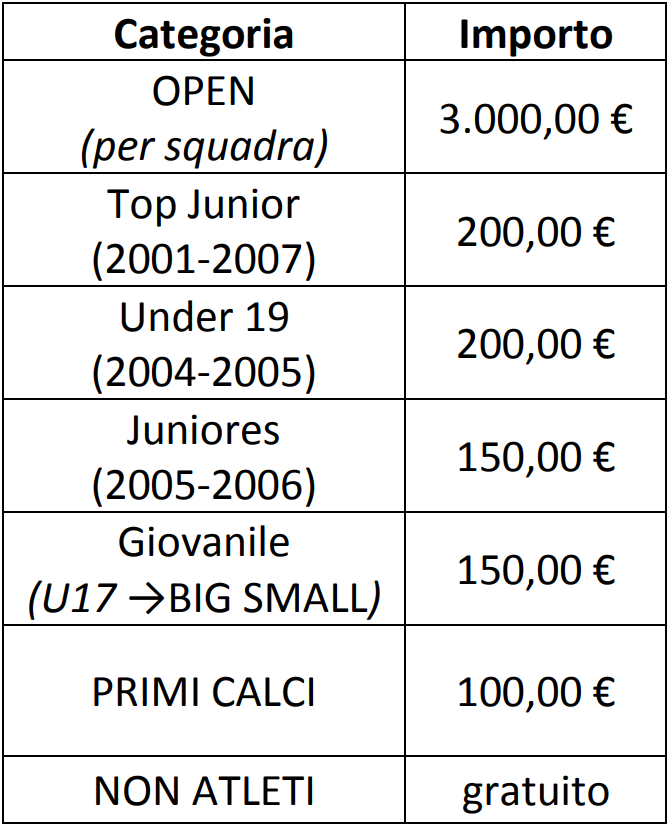 Categoria Importo
OPEN
(per squadra)
3.000,00 €
Top Junior
(2001-2007)
200,00 €
Under 19
(2004-2005)
200,00 €
Juniores
(2005-2006)
150,00 €
Giovanile
(U17 →BIG SMALL)
150,00 €
PRIMI CALCI 100,00 €
NON ATLETI gratuito